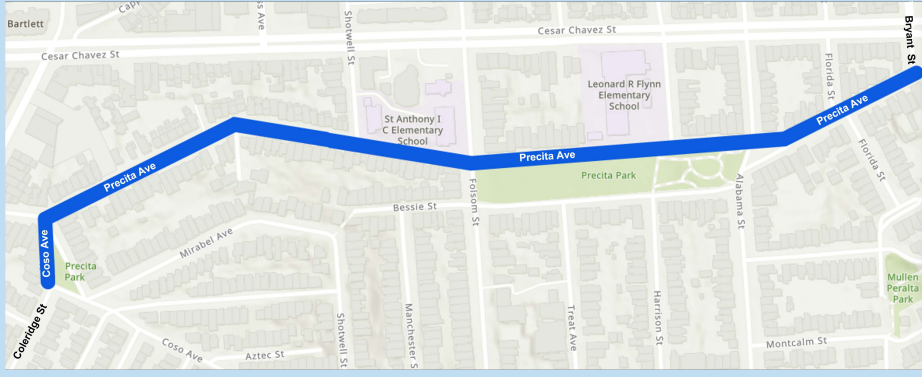 Bartlett
Capp
ss Ave
Shotwell St
Cesar Chavez St
Cesar Chavez St
Bryant St
Florida St
Leonard R Flynn
Elementary
School
St Anthony I
C Elementary
School
Precita Ave
Precita Ave
Precita Ave
Precita Park
Florida St
Alabama St
Folsom St
Bessie St
Mirabel Ave
Coso Ave
Precita
Park
Mullen
Peralta
Park
Coleridge St
Coso Ave
Aztec St
Shotwell St
Manchester S
Treat Ave
Harrison St
Montcalm St